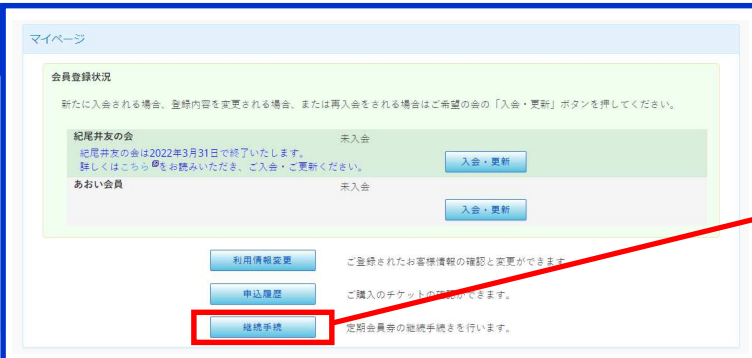 マイページ
会員登録状況
新たに入会される場合、登録内容を変更される場合、または再入会をされる場合はご希望の会の「入会・更新」ボタンを押してください。
紀尾井友の会 未入会
紀尾井友の会は2022年3月31日で終了いたします。
詳しくはこちらをお読みいただき、ご入会・ご更新ください。
入会・更新
あおい会員 未入会
入会・更新
利用情報変更 ご登録されたお客様情報の確認と変更ができます。
申込履歴 ご購入のチケットの確認ができます。
継続手続 定期会員券の継続手続きを行います。